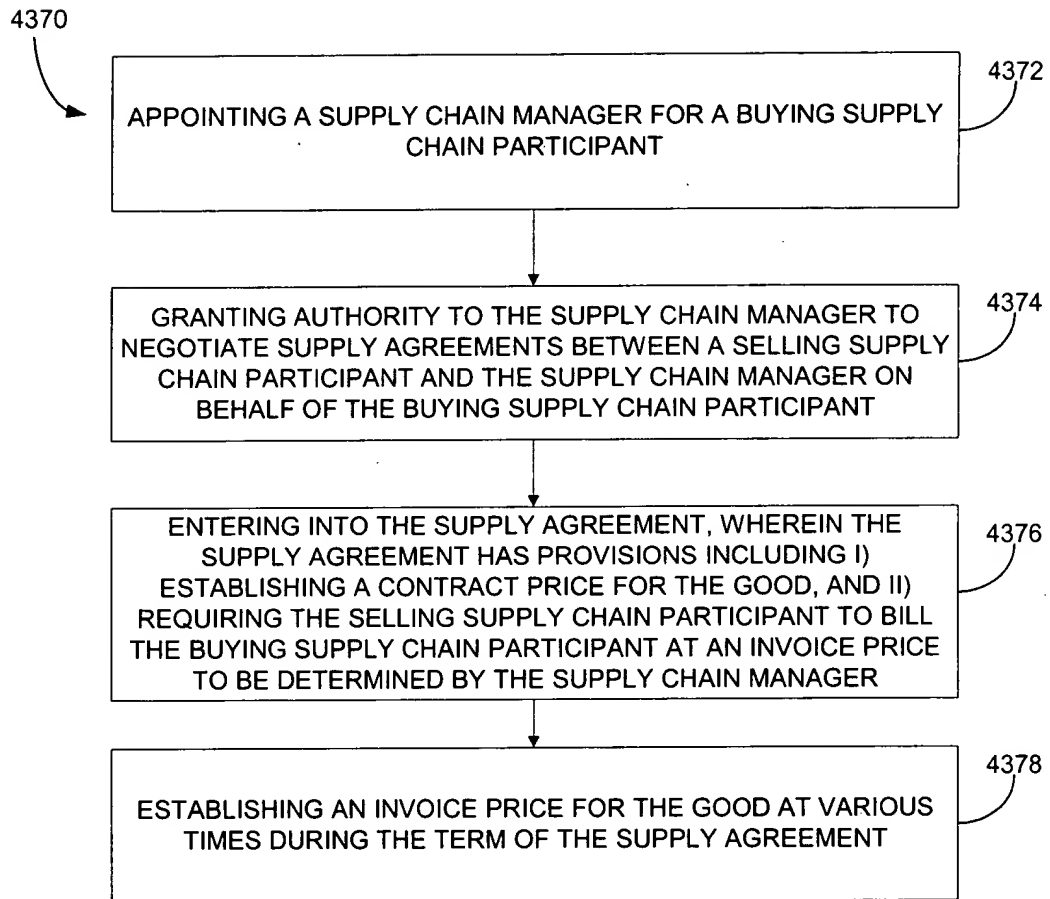 4370
4372
APPOINTING A SUPPLY CHAIN MANAGER FOR A BUYING SUPPLY
CHAIN PARTICIPANT
4374
GRANTING AUTHORITY TO THE SUPPLY CHAIN MANAGER TO
NEGOTIATE SUPPLY AGREEMENTS BETWEEN A SELLING SUPPLY
CHAIN PARTICIPANT AND THE SUPPLY CHAIN MANAGER ON
BEHALF OF THE BUYING SUPPLY CHAIN PARTICIPANT
4376
ENTERING INTO THE SUPPLY AGREEMENT, WHEREIN THE
SUPPLY AGREEMENT HAS PROVISIONS INCLUDING I)
ESTABLISHING A CONTRACT PRICE FOR THE GOOD, AND II)
REQUIRING THE SELLING SUPPLY CHAIN PARTICIPANT TO BILL
THE BUYING SUPPLY CHAIN PARTICIPANT AT AN INVOICE PRICE
TO BE DETERMINED BY THE SUPPLY CHAIN MANAGER
4378
ESTABLISHING AN INVOICE PRICE FOR THE GOOD AT VARIOUS
TIMES DURING THE TERM OF THE SUPPLY AGREEMENT